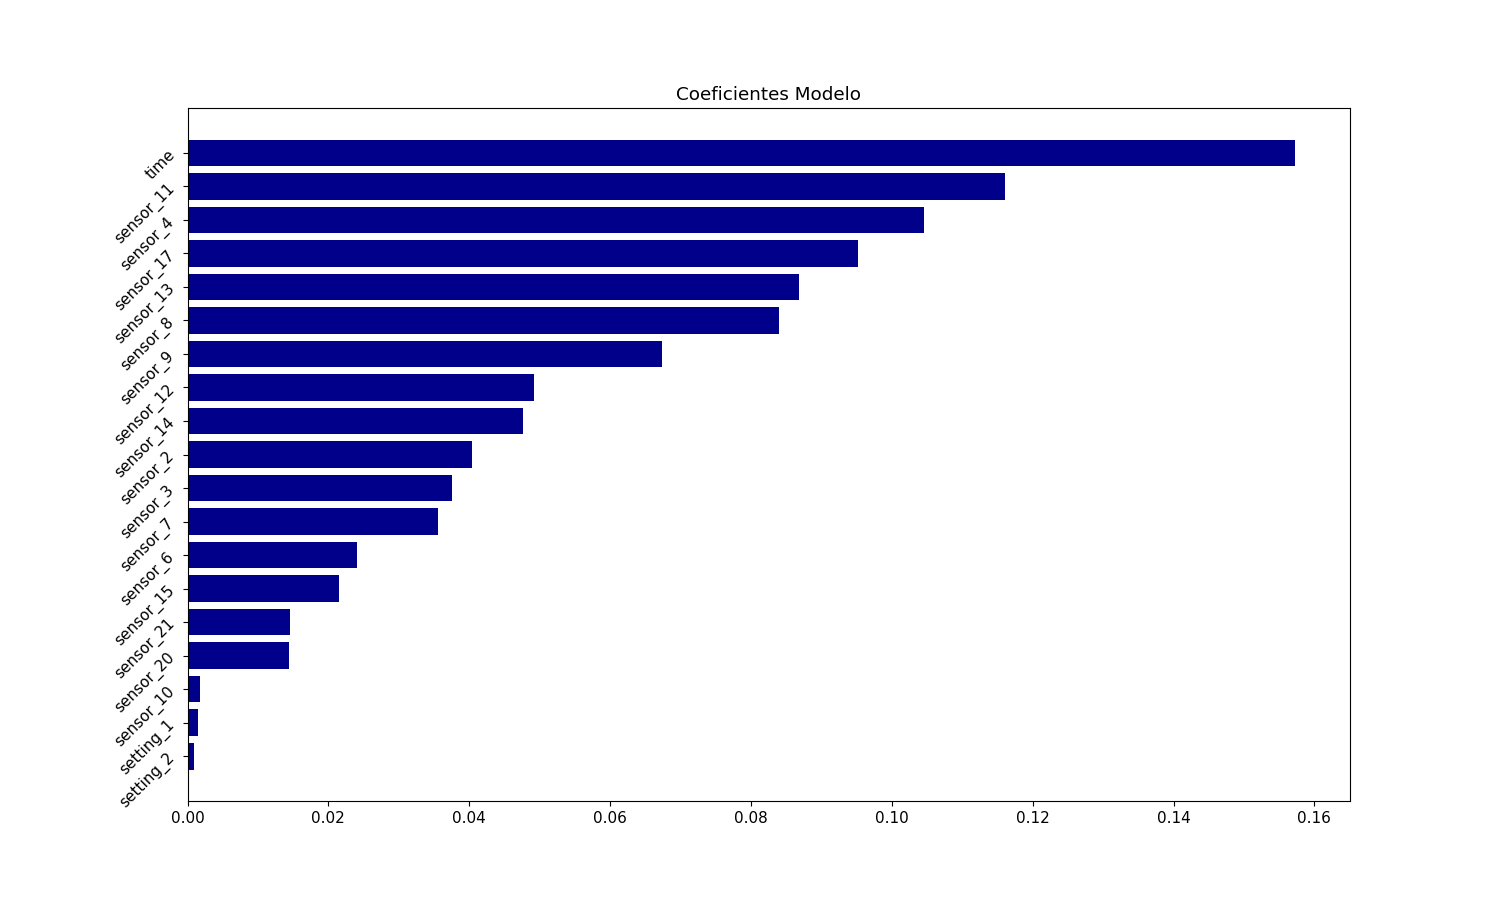 Coeficientes Modelo
time
sensor_11
sensor_4
sensor_17
sensor_13
sensor_8
sensor_9
sensor_12
sensor_14
sensor_2
sensor_3
sensor_7
sensor_6
sensor_15
sensor_21
sensor_20
sensor_10
setting_1
setting_2
0.00 0.02 0.04 0.06 0.08 0.10 0.12 0.14 0.16